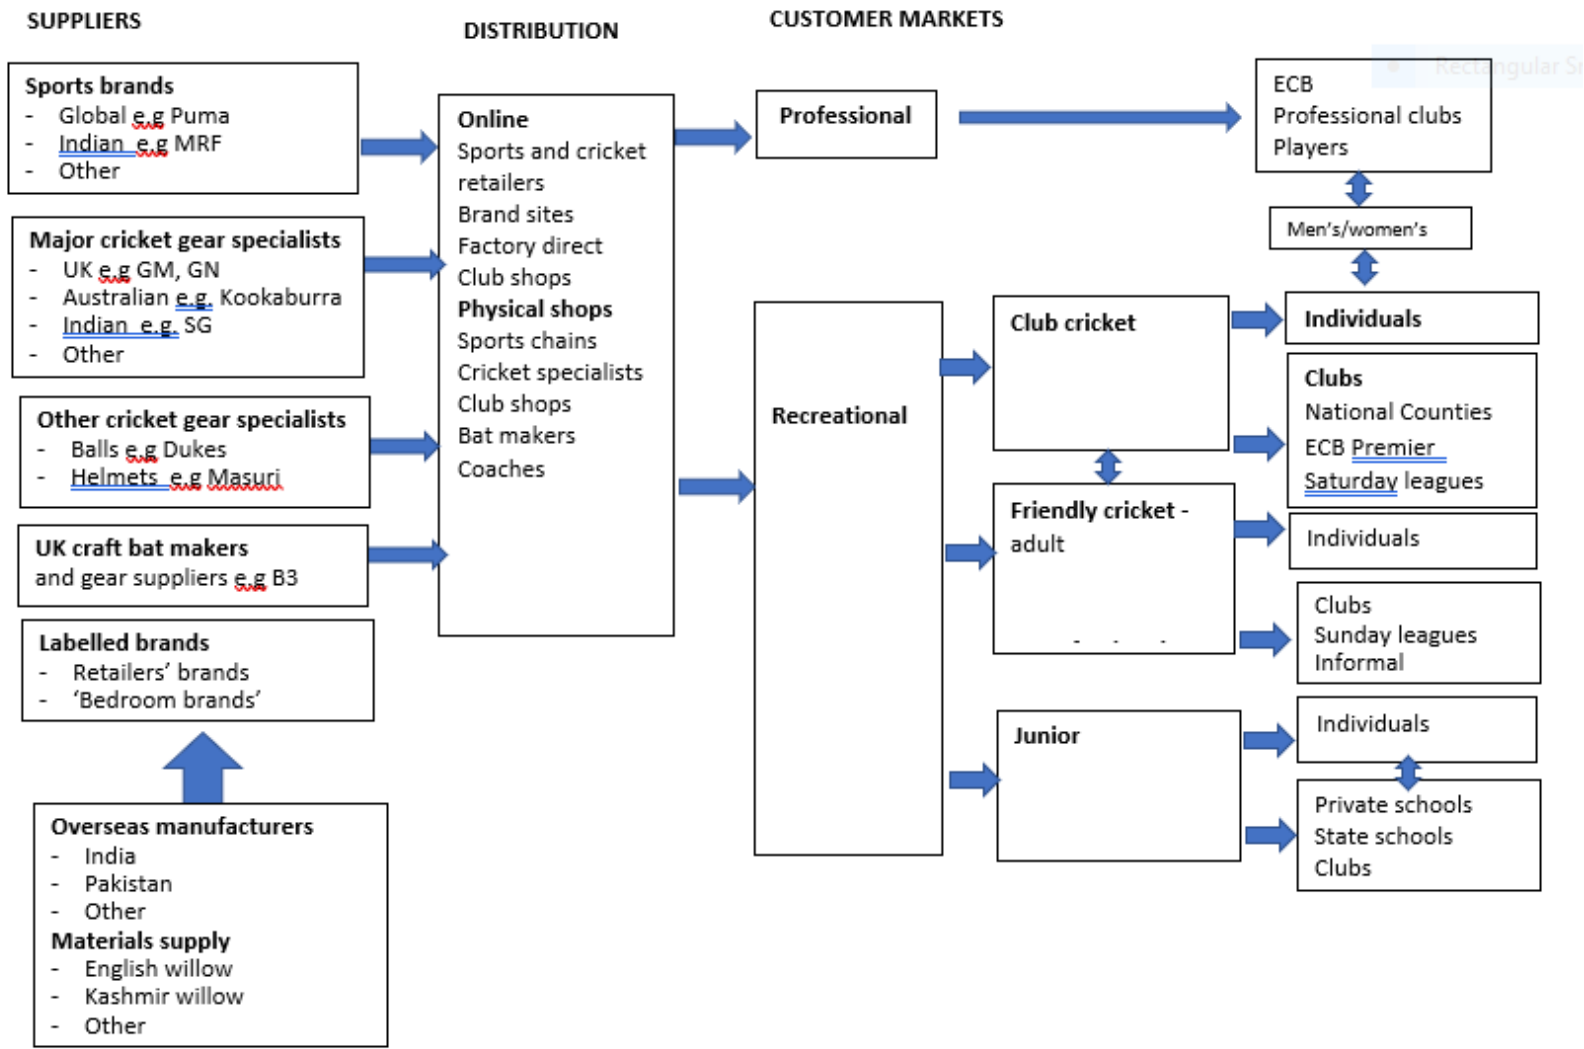 SUPPLIERS
DISTRIBUTION
CUSTOMER MARKETS
Rectangular Sr
Sports brands
- Global e.g Puma
- Indian e.g MRF
- Other
Major cricket gear specialists
- UK e.g GM, GN
- Australian e.g. Kookaburra
- Indian e.g. SG
- Other
Other cricket gear specialists
- Balls e.g Dukes
- Helmets e.g Masuri
UK craft bat makers
and gear suppliers e.g B3
Labelled brands
- Retailers’ brands
- ‘Bedroom brands’
Overseas manufacturers
- India
- Pakistan
- Other
Materials supply
- English willow
- Kashmir willow
- Other
Online
Sports and cricket
retailers
Brand sites
Factory direct
Club shops
Physical shops
Sports chains
Cricket specialists
Club shops
Bat makers
Coaches
Professional
Recreational
Club cricket
Friendly cricket -
adult
Junior
ECB
Professional clubs
Players
Men’s/women’s
Individuals
Clubs
National Counties
ECB Premier
Saturday leagues
Individuals
Clubs
Sunday leagues
Informal
Individuals
Private schools
State schools
Clubs